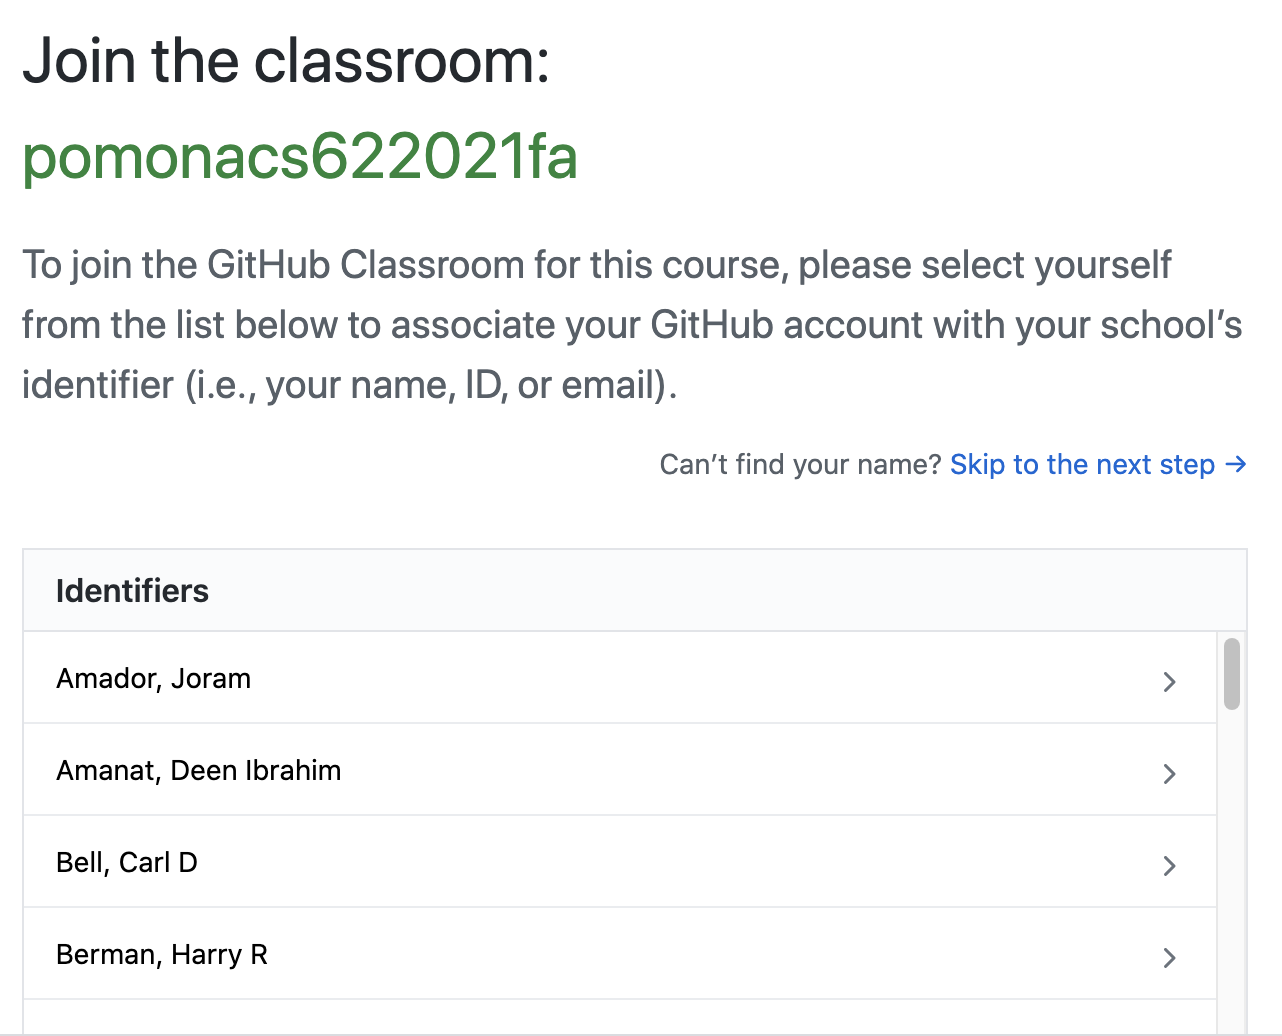 Join the classroom:
pomonacs622021fa
To join the GitHub Classroom for this course, please select yourself
from the list below to associate your GitHub account with your school’s
identifier (i.e., your name, ID, or email).
Can’t find your name? Skip to the next step →
Identifiers
Amador, Joram
Amanat, Deen Ibrahim
Bell, Carl D
Berman, Harry R